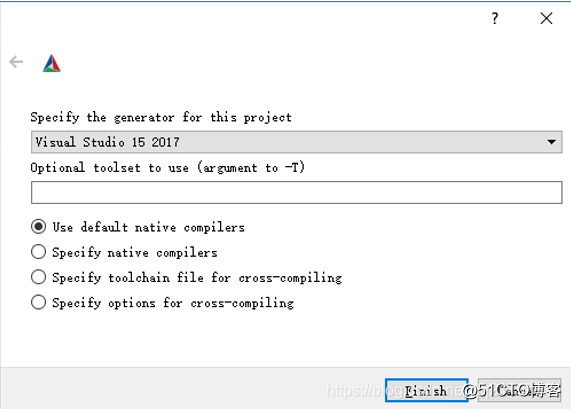 ?
Specify the generator for this project
Visual Studio 15 2017
Optional toolset to use (argument to -T)
Use default native compilers
Specify native compilers
Specify toolchain file for cross-compiling
Specify options for cross-compiling
Finish
Cancel
@51CTO博客